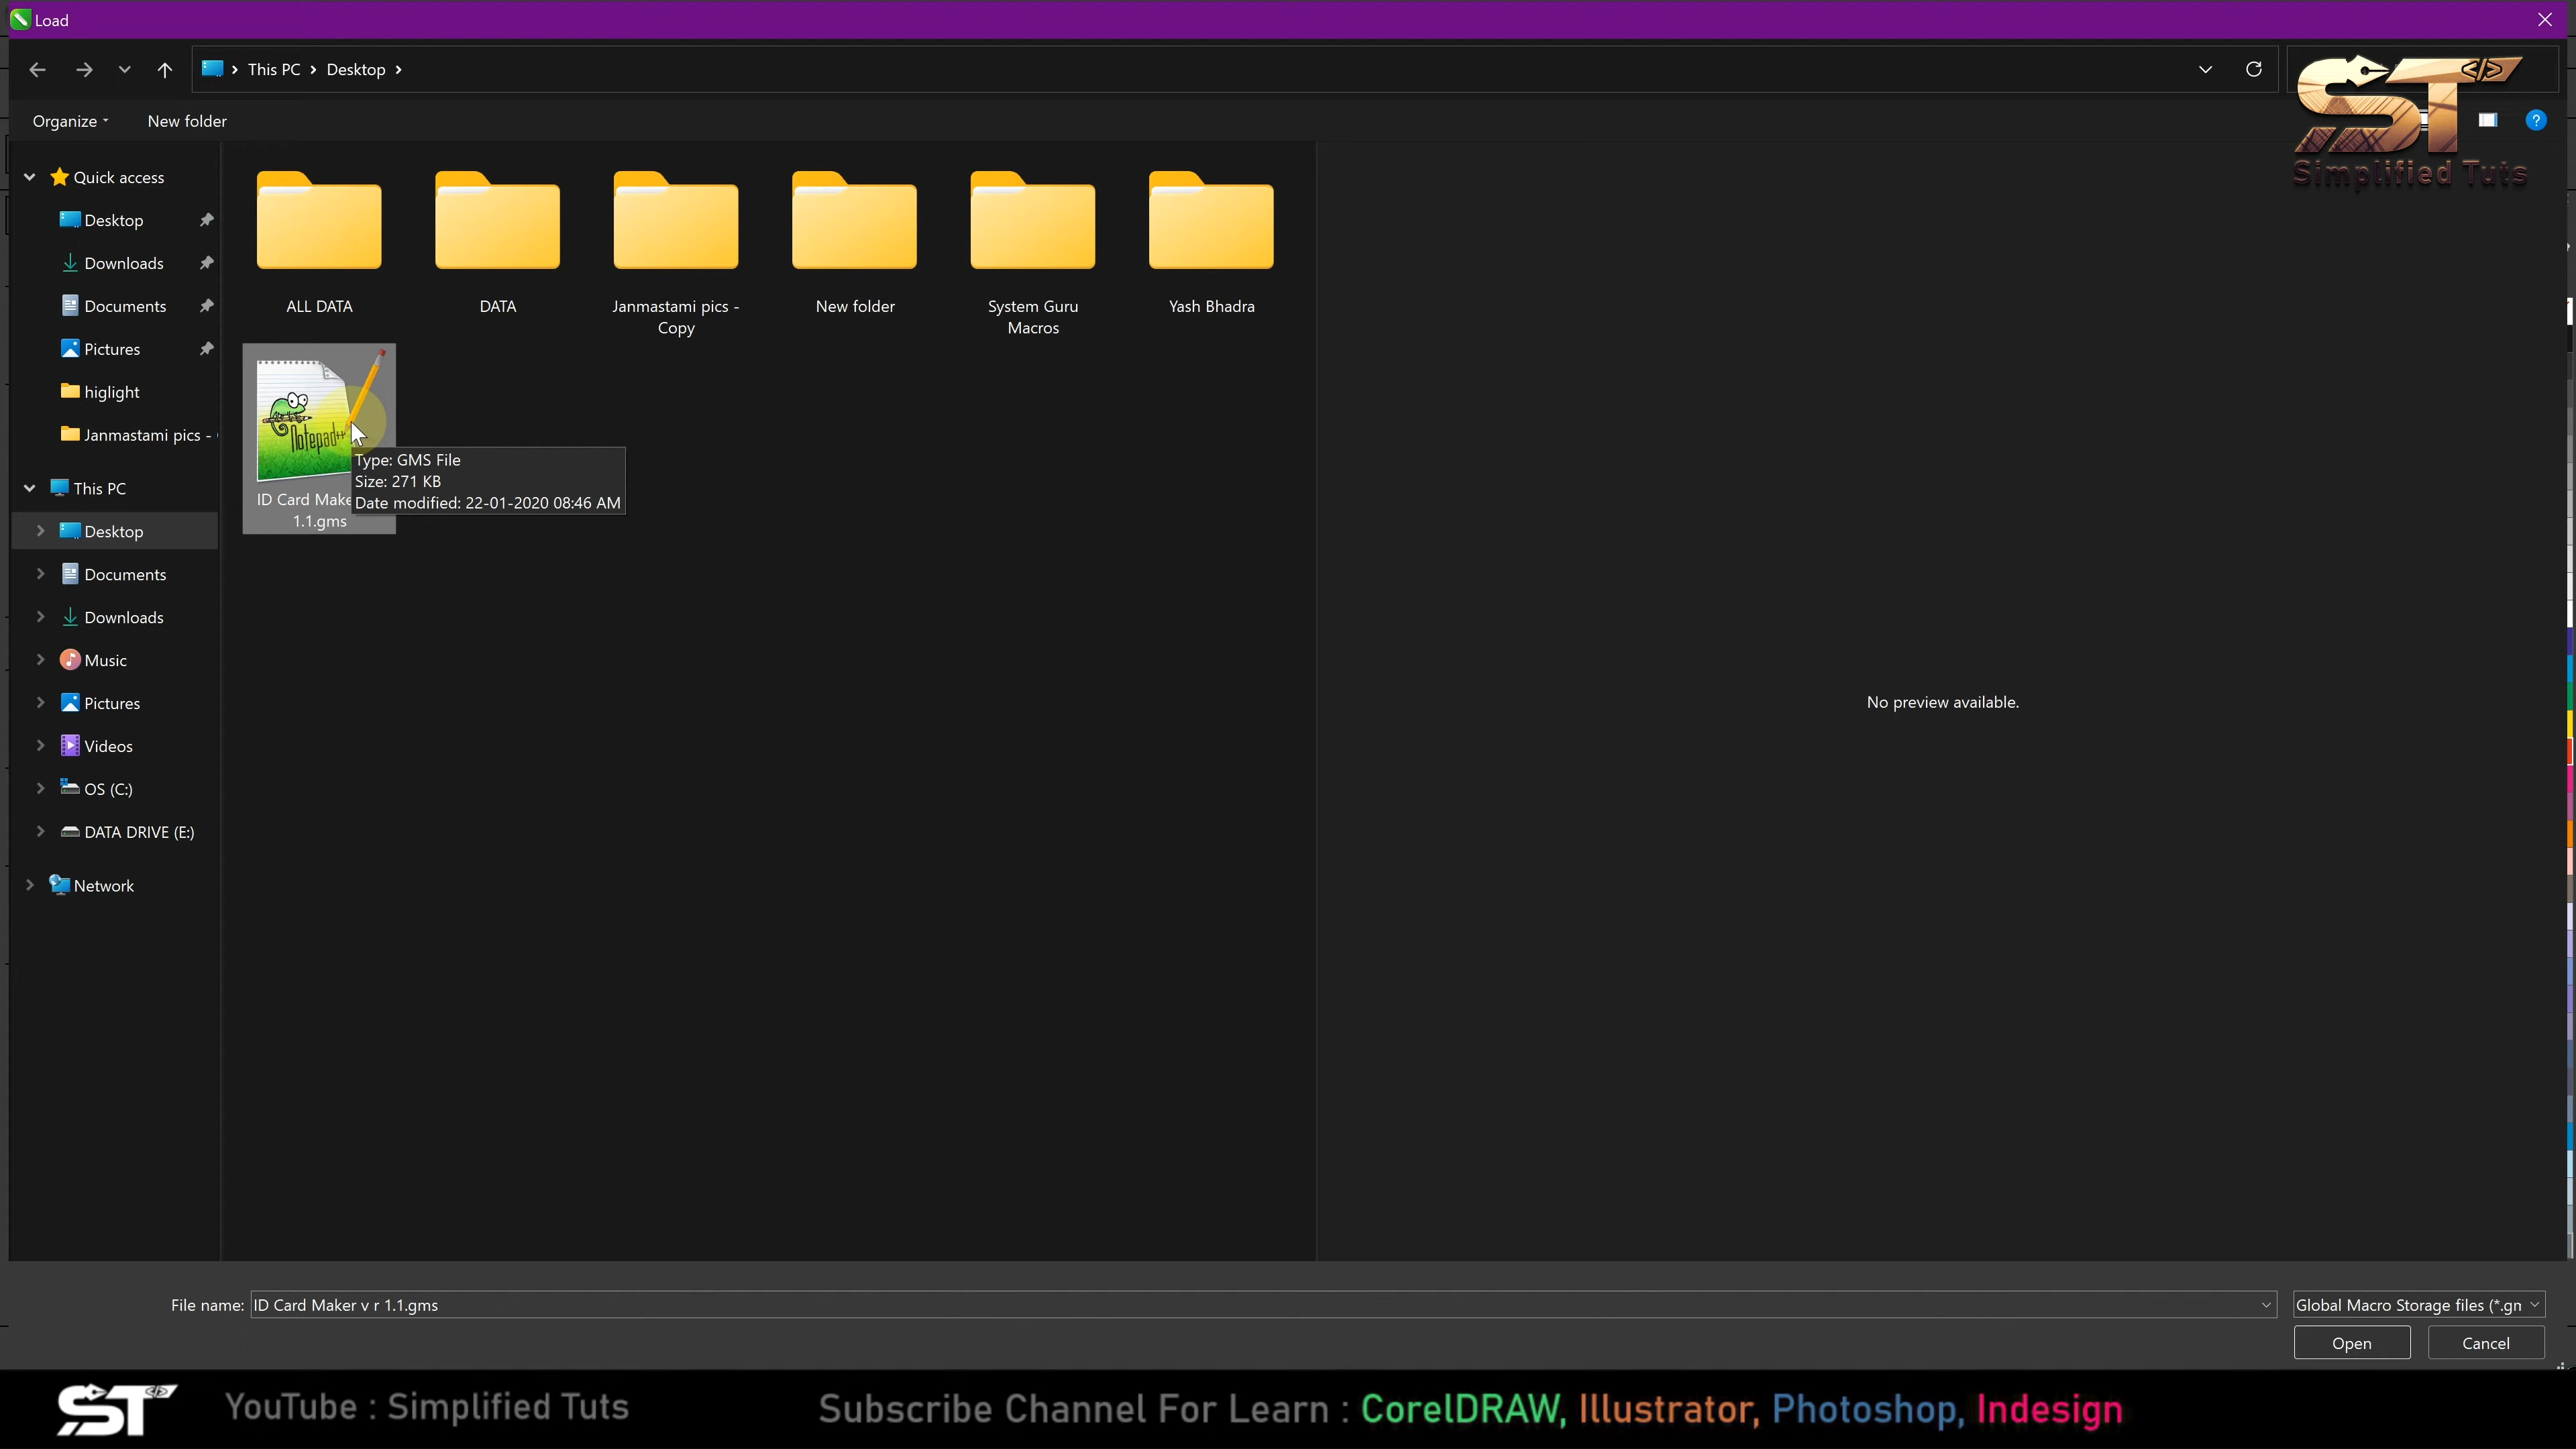 Load
This PC > Desktop >
ST </>
Simplified Tuts
Organize
New folder
?
Quick access
Desktop
Downloads
Documents
Pictures
higlight
Janmastami pics -
This PC
Desktop
Documents
Downloads
Music
Pictures
Videos
OS (C:)
DATA DRIVE (E:)
Network
ALL DATA
DATA
Janmastami pics -
Copy
New folder
System Guru
Macros
Yash Bhadra
Notepad++
ID Card Make
1.1.gms
Type: GMS File
Size: 271 KB
Date modified: 22-01-2020 08:46 AM
No preview available.
File name: ID Card Maker v r 1.1.gms
Global Macro Storage files (*.gn
Open
Cancel
ST </>
YouTube : Simplified Tuts
Subscribe Channel For Learn : CorelDRAW, Illustrator, Photoshop, Indesign